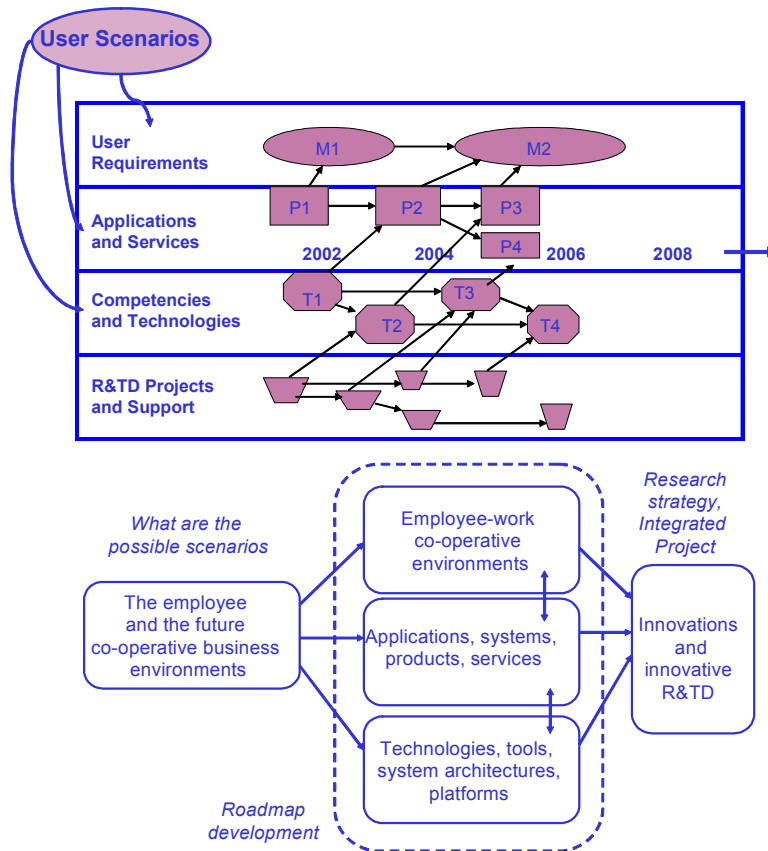 User Scenarios
User
Requirements
M1
M2
P1
P2
P3
Applications
and Services
P4
2002
2004
2006
2008
Competencies
and Technologies
T1
T2
T3
T4
R&TD Projects
and Support
Research
strategy,
Integrated
Project
What are the
possible scenarios
Employee-work
co-operative
environments
The employee
and the future
co-operative business
environments
Applications, systems,
products, services
Innovations
and
innovative
R&TD
Technologies, tools,
system architectures,
platforms
Roadmap
development